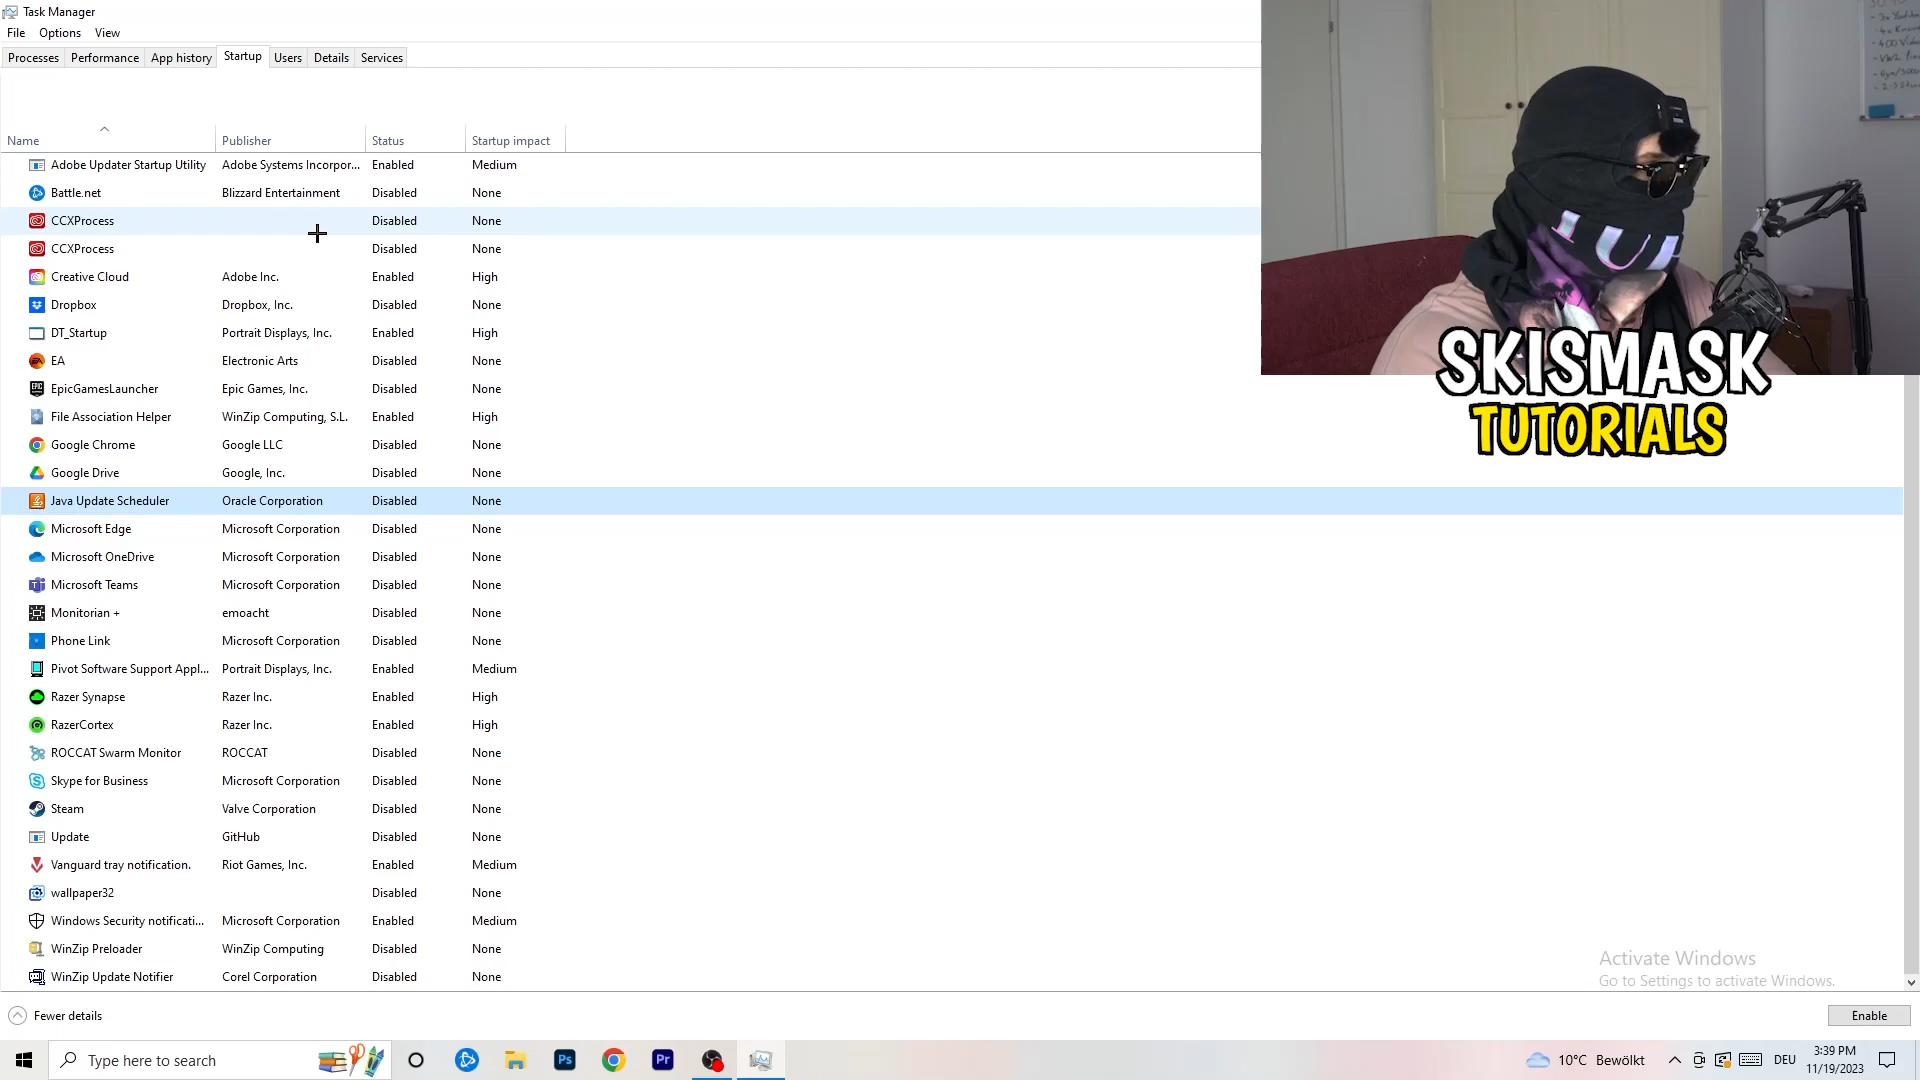 Task Manager
File Options View
Processes Performance App history Startup Users Details Services
Name Publisher Status Startup impact
Adobe Updater Startup Utility Adobe Systems Incorpor... Enabled Medium
Battle.net Blizzard Entertainment Disabled None
CCXProcess Disabled None
CCXProcess Disabled None
Creative Cloud Adobe Inc. Enabled High
Dropbox Dropbox, Inc. Disabled None
DT_Startup Portrait Displays, Inc. Enabled High
EA Electronic Arts Disabled None
EpicGamesLauncher Epic Games, Inc. Disabled None
File Association Helper WinZip Computing, S.L. Enabled High
Google Chrome Google LLC Disabled None
Google Drive Google, Inc. Disabled None
Java Update Scheduler Oracle Corporation Disabled None
Microsoft Edge Microsoft Corporation Disabled None
Microsoft OneDrive Microsoft Corporation Disabled None
Microsoft Teams Microsoft Corporation Disabled None
Monitorian + emoacht Disabled None
Phone Link Microsoft Corporation Disabled None
Pivot Software Support Appl... Portrait Displays, Inc. Enabled Medium
Razer Synapse Razer Inc. Enabled High
RazerCortex Razer Inc. Enabled High
ROCCAT Swarm Monitor ROCCAT Disabled None
Skype for Business Microsoft Corporation Disabled None
Steam Valve Corporation Disabled None
Update GitHub Disabled None
Vanguard tray notification. Riot Games, Inc. Enabled Medium
wallpaper32 Disabled None
Windows Security notificati... Microsoft Corporation Enabled Medium
WinZip Preloader WinZip Computing Disabled None
WinZip Update Notifier Corel Corporation Disabled None
SKISMASK
TUTORIALS
Activate Windows
Go to Settings to activate Windows.
Fewer details
Enable
Type here to search
Ps
Pr
10°C Bewölkt
DEU
3:39 PM
11/19/2023